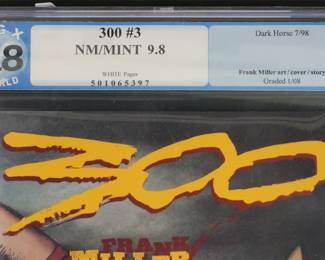 300 #3
NM/MINT 9.8
WHITE Pages
501065397
Dark Horse 7/98
Frank Miller art / cover / story
Graded 1/08
300
FRANK
MILLER